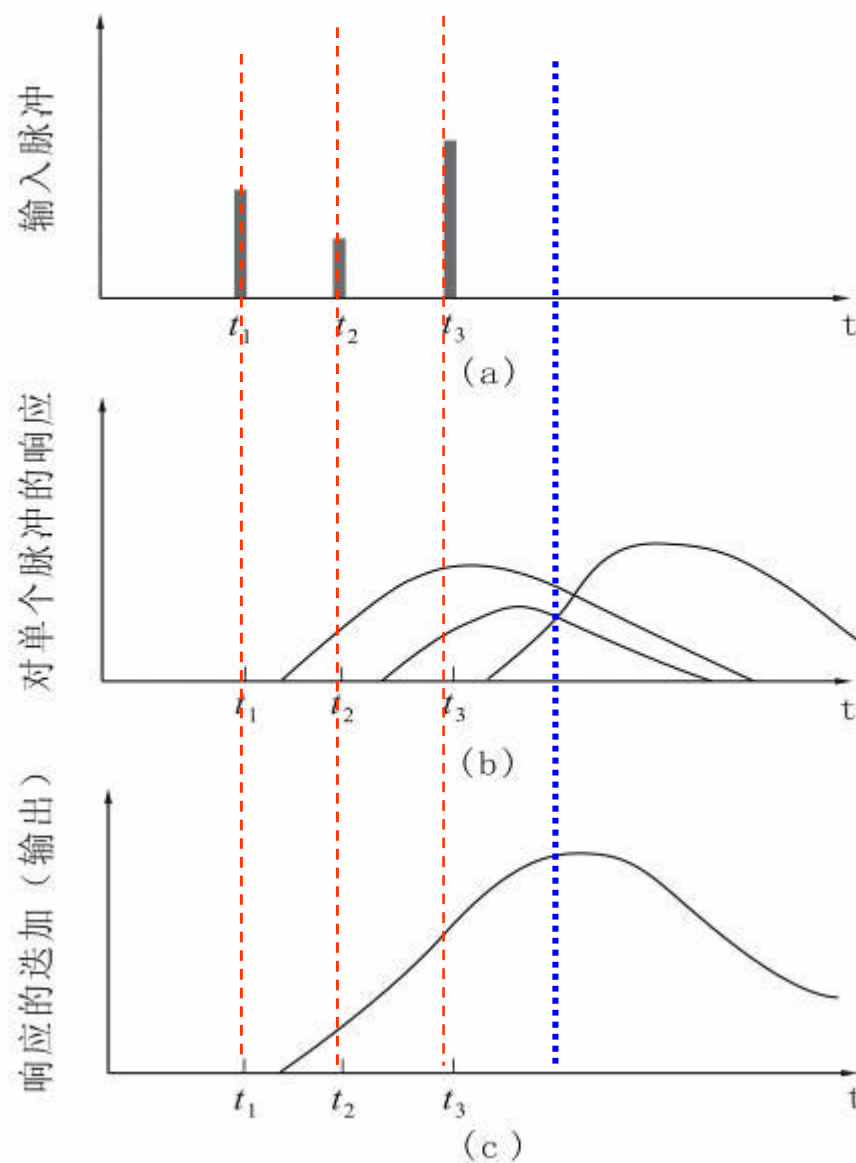 输入脉冲
t₁ t₂ t₃ t
(a)
对单个脉冲的响应
t₁ t₂ t₃ t
(b)
响应的迭加（输出）
t₁ t₂ t₃ t
(c)